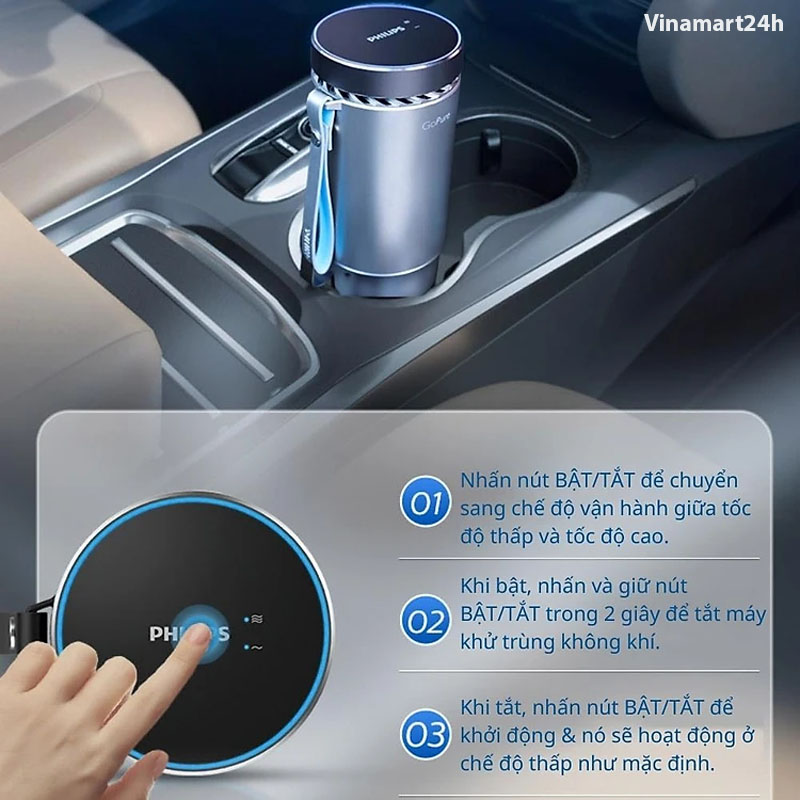 Vinamart24h
PHILIPS
GoPure
PHILIPS
PHILIPS
01
Nhấn nút BẬT/TẮT để chuyển
sang chế độ vận hành giữa tốc
độ thấp và tốc độ cao.
02
Khi bật, nhấn và giữ nút
BẬT/TẮT trong 2 giây để tắt máy
khử trùng không khí.
03
Khi tắt, nhấn nút BẬT/TẮT để
khởi động & nó sẽ hoạt động ở
chế độ thấp như mặc định.